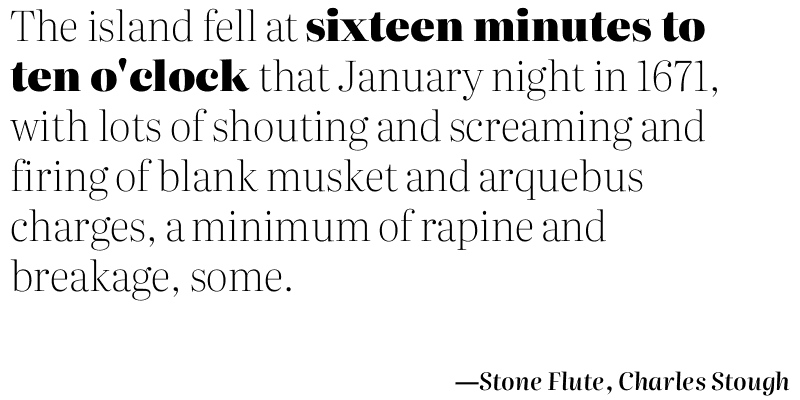 The island fell at sixteen minutes to
ten o'clock that January night in 1671,
with lots of shouting and screaming and
firing of blank musket and arquebus
charges, a minimum of rapine and
breakage, some.
—Stone Flute, Charles Stough